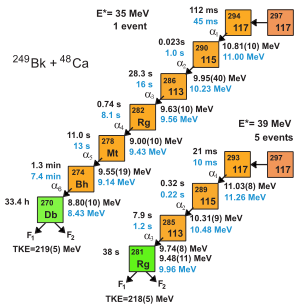 E*= 35 MeV
1 event
112 ms
45 ms
294
117
297
117
α₁
0.023s
1.0 s
290
115
10.81(10) MeV
11.00 MeV
α₂
²⁴⁹Bk + ⁴⁸Ca
28.3 s
16 s
286
113
9.95(40) MeV
10.23 MeV
α₃
0.74 s
8.1 s
282
Rg
9.63(10) MeV
9.56 MeV
α₄
11.0 s
13 s
278
Mt
9.00(10) MeV
9.43 MeV
α₅
1.3 min
7.4 min
274
Bh
9.55(19) MeV
9.14 MeV
α₆
33.4 h
270
Db
8.80(10) MeV
8.43 MeV
F₁
F₂
TKE=219(5) MeV
E*= 39 MeV
5 events
21 ms
10 ms
293
117
297
117
α₁
0.32 s
0.22 s
289
115
11.03(8) MeV
11.26 MeV
α₂
7.9 s
1.2 s
285
113
10.31(9) MeV
10.48 MeV
α₃
38 s
281
Rg
9.74(8) MeV
9.48(11) MeV
9.96 MeV
F₁
F₂
TKE=218(5) MeV